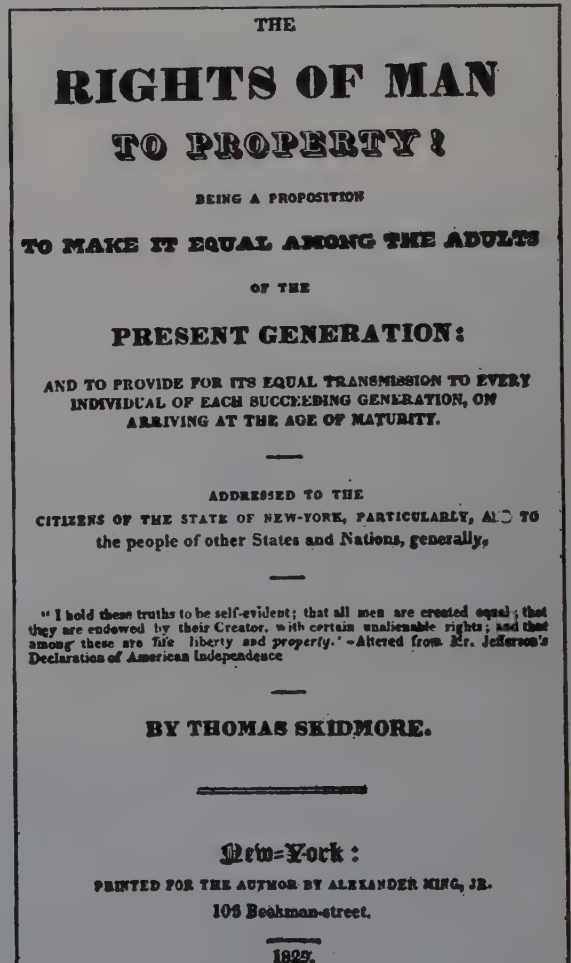 THE
RIGHTS OF MAN
TO PROPERTY!
BEING A PROPOSITION
TO MAKE IT EQUAL AMONG THE ADULTS
OF THE
PRESENT GENERATION:
AND TO PROVIDE FOR ITS EQUAL TRANSMISSION TO EVERY
INDIVIDUAL OF EACH SUCCEEDING GENERATION, ON
ARRIVING AT THE AGE OF MATURITY.
ADDRESSED TO THE
CITIZENS OF THE STATE OF NEW-YORK, PARTICULARLY, AND TO
the people of other States and Nations, generally,
" I hold these truths to be self-evident; that all men are created equal; that
they are endowed by their Creator, with certain unalienable rights; and that
among these are life liberty and property.' -Altered from Mr. Jefferson's
Declaration of American Independence
BY THOMAS SKIDMORE.
New-York:
PRINTED FOR THE AUTHOR BY ALEXANDER MING, JR.
Beekman-street.